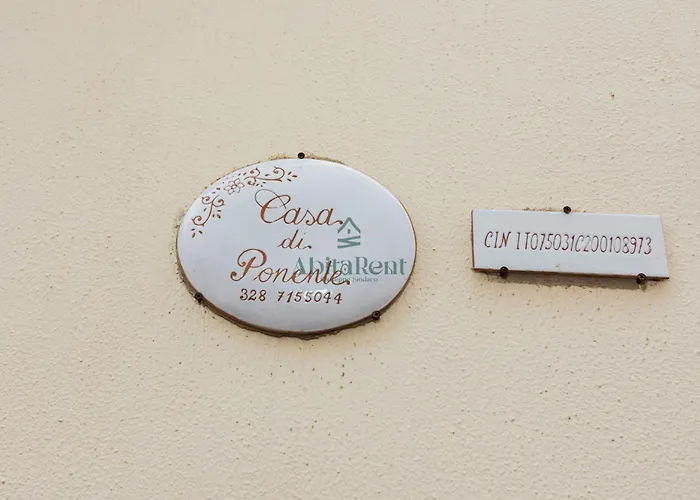 Casa
di
Ponente
328 7155044
CIN IT075031C200108973
AbitaRent